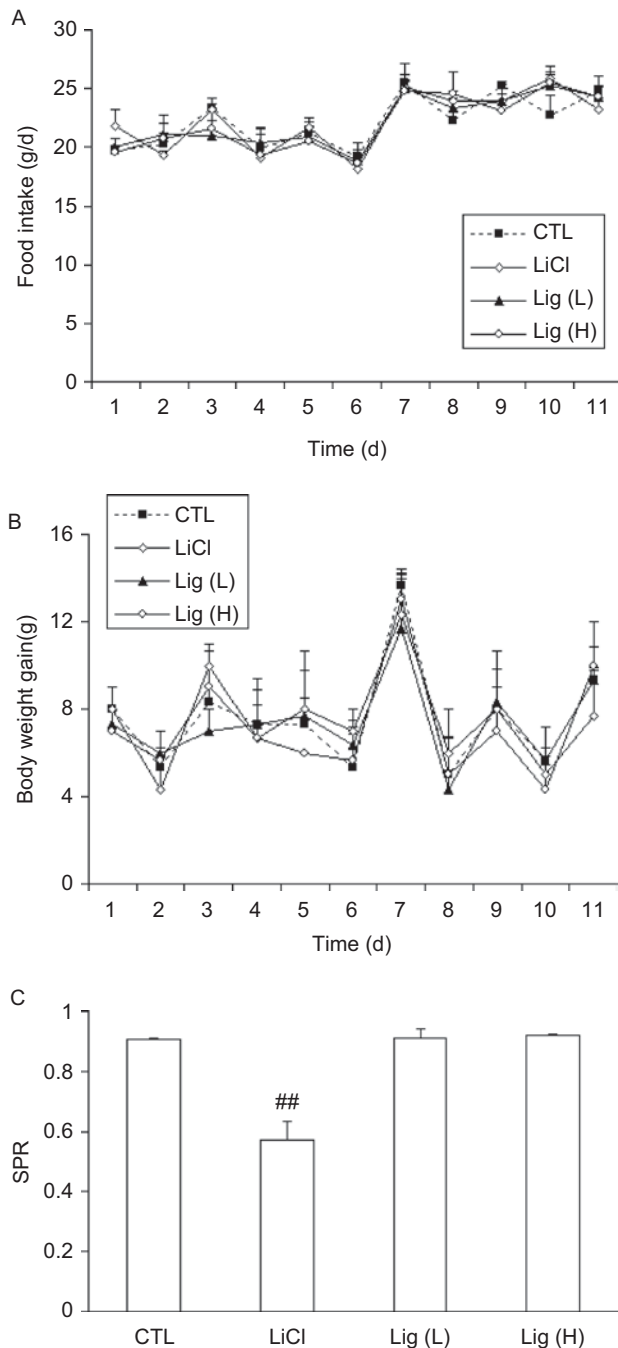 A
Food intake (g/d)
30
25
20
15
10
5
0
CTL
LiCl
Lig (L)
Lig (H)
1 2 3 4 5 6 7 8 9 10 11
Time (d)
B
CTL
LiCl
Lig (L)
Lig (H)
Body weight gain(g)
16
12
8
4
0
1 2 3 4 5 6 7 8 9 10 11
Time (d)
C
SPR
1
0.8
0.6
0.4
0.2
0
##
CTL LiCl Lig (L) Lig (H)